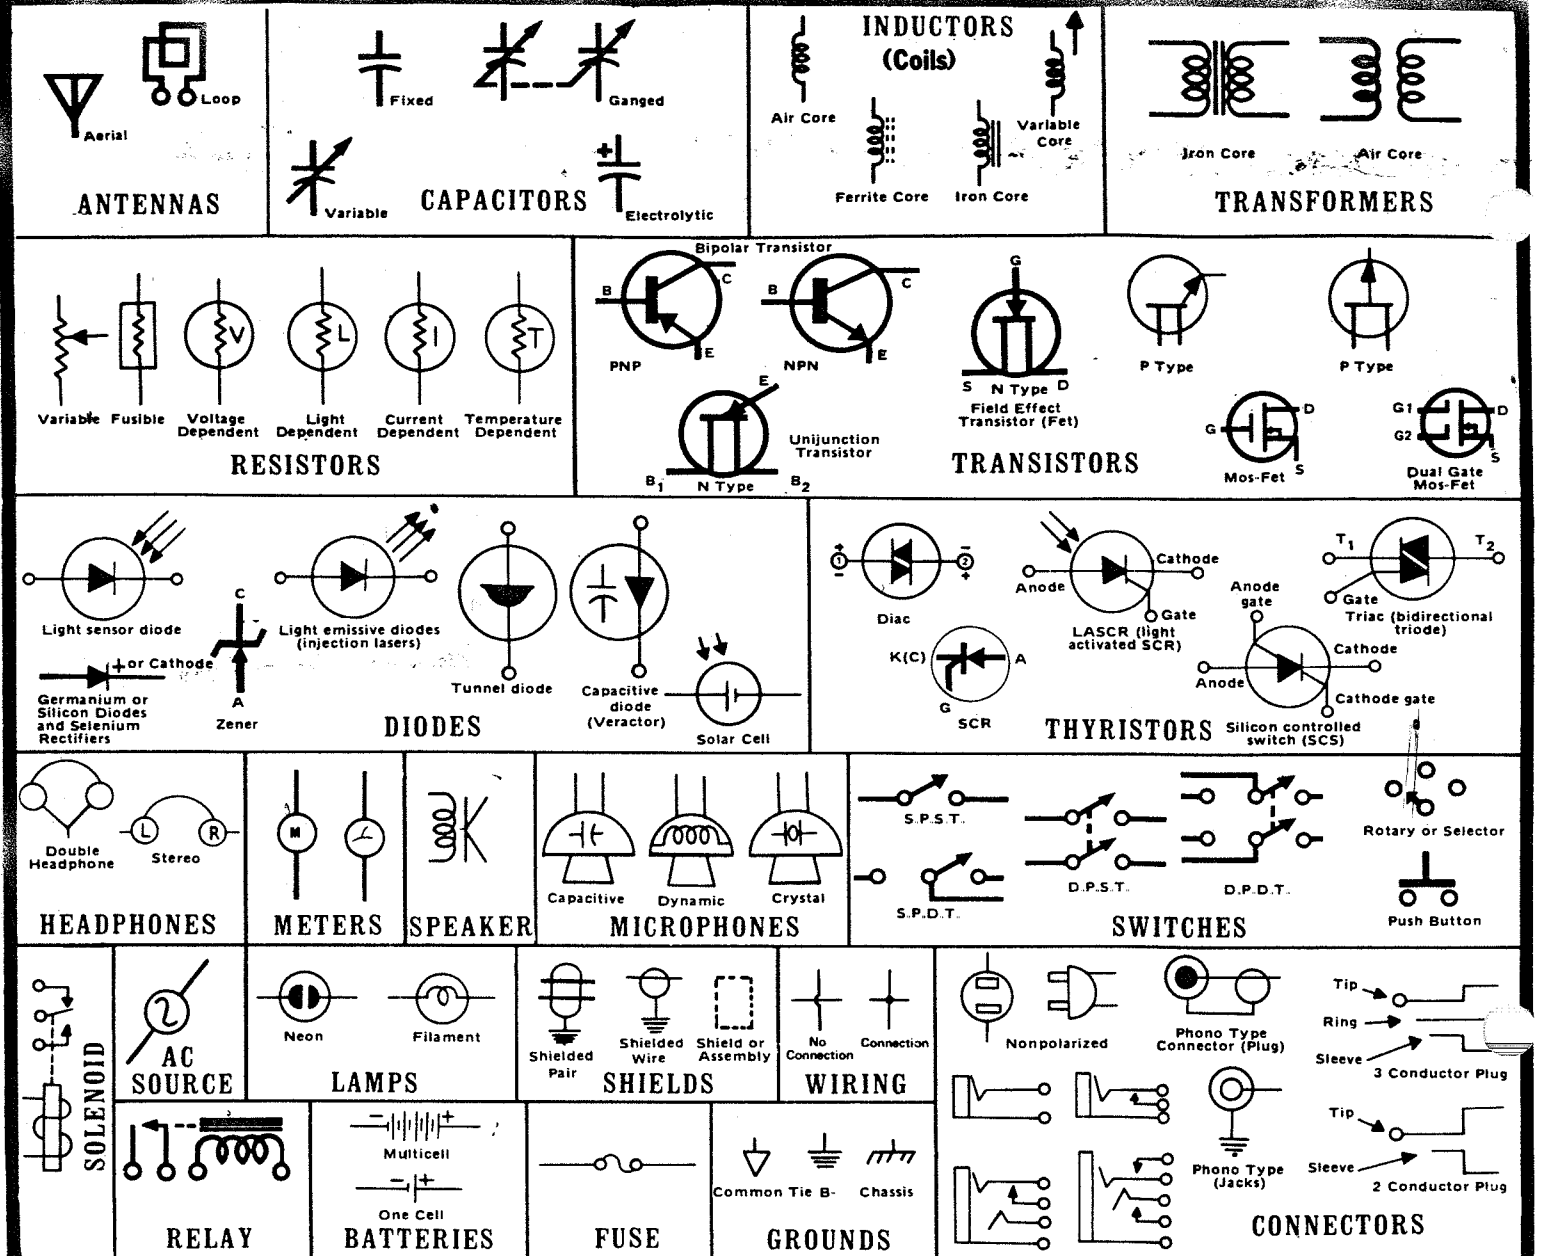 Aerial
Loop
ANTENNAS
Fixed
Ganged
Variable
+
Electrolytic
CAPACITORS
INDUCTORS
(Coils)
Air Core
Ferrite Core
Iron Core
Variable
Core
Iron Core
Air Core
TRANSFORMERS
Variable
Fusible
V
Voltage
Dependent
L
Light
Dependent
I
Current
Dependent
T
Temperature
Dependent
RESISTORS
Bipolar Transistor
B
C
E
PNP
B
C
E
NPN
G
S N Type D
Field Effect
Transistor (Fet)
P Type
P Type
E
Unijunction
Transistor
B1 N Type B2
G
D
S
Mos-Fet
G1
G2
D
S
Dual Gate
Mos-Fet
TRANSISTORS
Light sensor diode
+ or Cathode
Germanium or
Silicon Diodes
and Selenium
Rectifiers
C
A
Zener
Light emissive diodes
(injection lasers)
Tunnel diode
Capacitive
diode
(Veractor)
Solar Cell
DIODES
+ 1 -
- 2 +
Diac
K(C)
A
G
SCR
Anode
Cathode
Gate
LASCR (light
activated SCR)
Anode
gate
Anode
Cathode
Cathode gate
Silicon controlled
switch (SCS)
T1
T2
Gate
Triac (bidirectional
triode)
THYRISTORS
Double
Headphone
L
R
Stereo
HEADPHONES
M
METERS
SPEAKER
Capacitive
Dynamic
Crystal
MICROPHONES
S.P.S.T.
S.P.D.T.
D.P.S.T.
D.P.D.T.
Rotary or Selector
Push Button
SWITCHES
SOLENOID
AC
SOURCE
Neon
Filament
LAMPS
Shielded
Pair
Shielded
Wire
Shield or
Assembly
SHIELDS
No
Connection
Connection
WIRING
Nonpolarized
Phono Type
Connector (Plug)
Tip
Ring
Sleeve
3 Conductor Plug
Phono Type
(Jacks)
Tip
Sleeve
2 Conductor Plug
CONNECTORS
RELAY
- +
Multicell
- +
One Cell
BATTERIES
FUSE
Common Tie B-
Chassis
GROUNDS